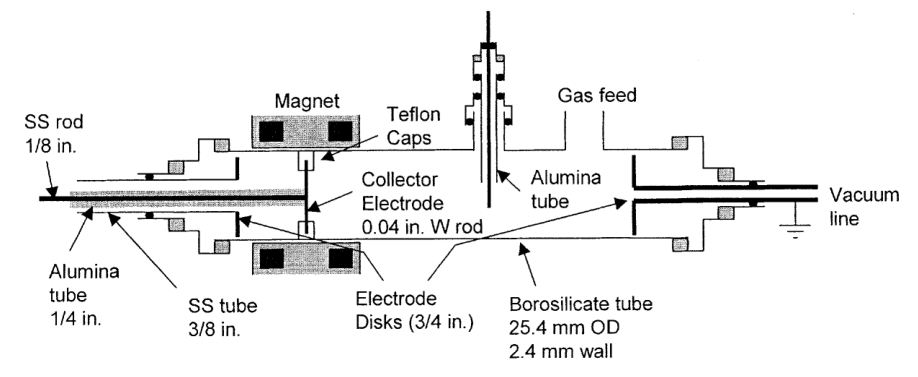 SS rod
1/8 in.
Magnet
Teflon
Caps
Gas feed
Collector
Electrode
0.04 in. W rod
Alumina
tube
Vacuum
line
Alumina
tube
1/4 in.
SS tube
3/8 in.
Electrode
Disks (3/4 in.)
Borosilicate tube
25.4 mm OD
2.4 mm wall